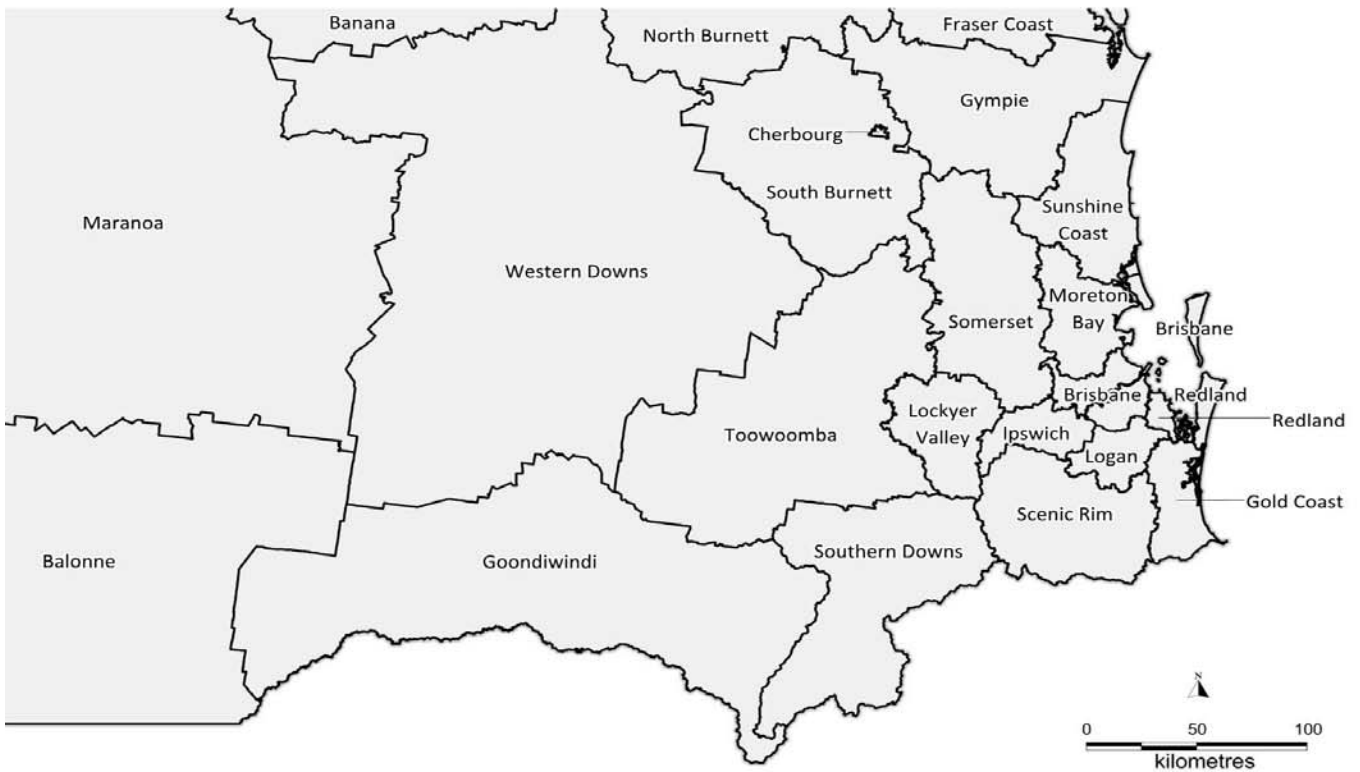 Banana
North Burnett
Fraser Coast
Gympie
Cherbourg
South Burnett
Maranoa
Sunshine
Coast
Western Downs
Moreton
Bay
Somerset
Brisbane
Brisbane
Redland
Lockyer
Valley
Redland
Toowoomba
Ipswich
Logan
Gold Coast
Scenic Rim
Southern Downs
Balonne
Goondiwindi
N
0 50 100
kilometres